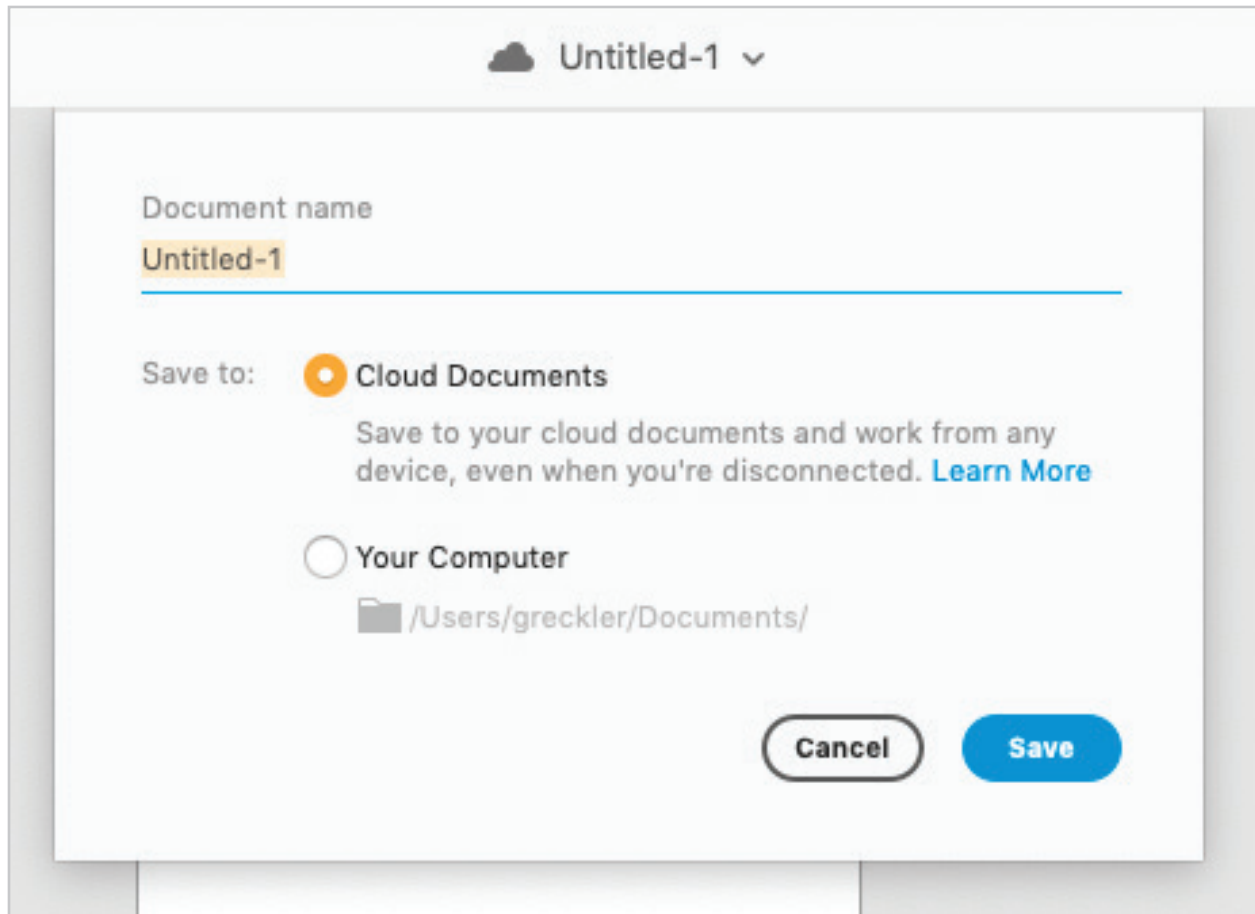 Untitled-1
Document name
Untitled-1
Save to: Cloud Documents
Save to your cloud documents and work from any
device, even when you're disconnected. Learn More
Your Computer
/Users/greckler/Documents/
Cancel Save